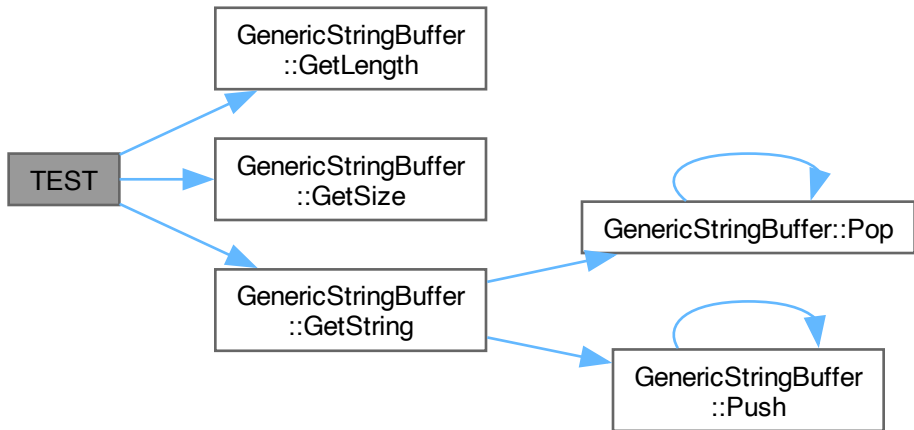 GenericStringBuffer
::GetLength
TEST
GenericStringBuffer
::GetSize
GenericStringBuffer::Pop
GenericStringBuffer
::GetString
GenericStringBuffer
::Push